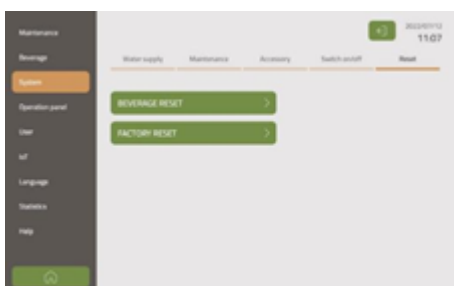 Maintenance
Beverage
System
Operation panel
User
IoT
Language
Statistics
Help
2022/07/12
11:07
Water supply
Maintenance
Accessory
Switch on/off
Reset
BEVERAGE RESET
FACTORY RESET